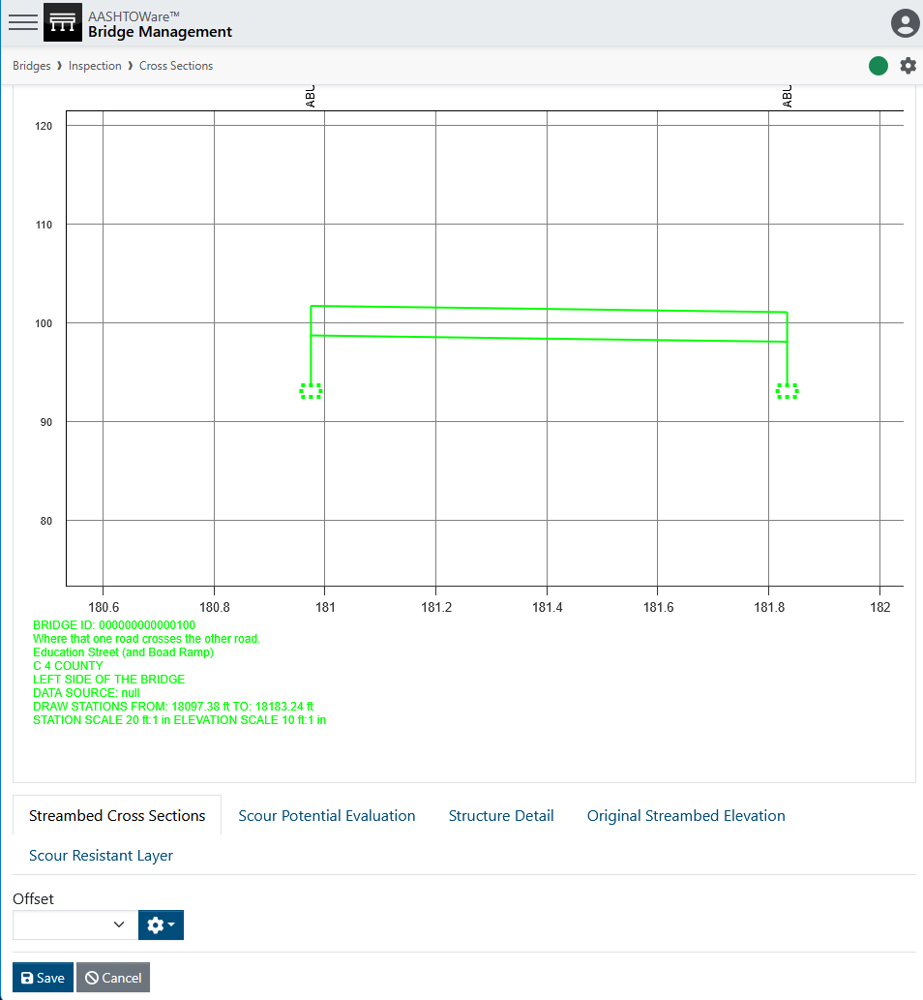 AASHTOWare™
Bridge Management
Bridges ❯ Inspection ❯ Cross Sections
120
110
100
90
80
180.6 180.8 181 181.2 181.4 181.6 181.8 182
BRIDGE ID: 000000000000100
Where that one road crosses the other road.
Education Street (and Boad Ramp)
C 4 COUNTY
LEFT SIDE OF THE BRIDGE
DATA SOURCE: null
DRAW STATIONS FROM: 18097.38 ft TO: 18183.24 ft
STATION SCALE 20 ft:1 in ELEVATION SCALE 10 ft:1 in
Streambed Cross Sections Scour Potential Evaluation Structure Detail Original Streambed Elevation
Scour Resistant Layer
Offset
Save Cancel